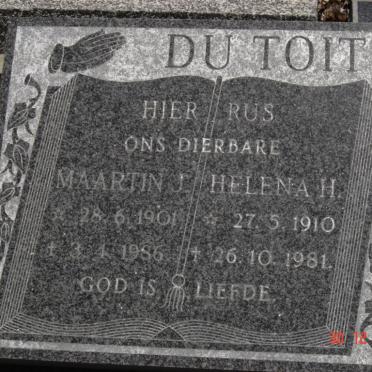 DU TOIT
HIER RUS
ONS DIERBARE
MAARTIN J. HELENA H.
☆ 28.6.1901 ☆ 27.5.1910
† 3.4.1986 † 26.10.1981
GOD IS LIEFDE